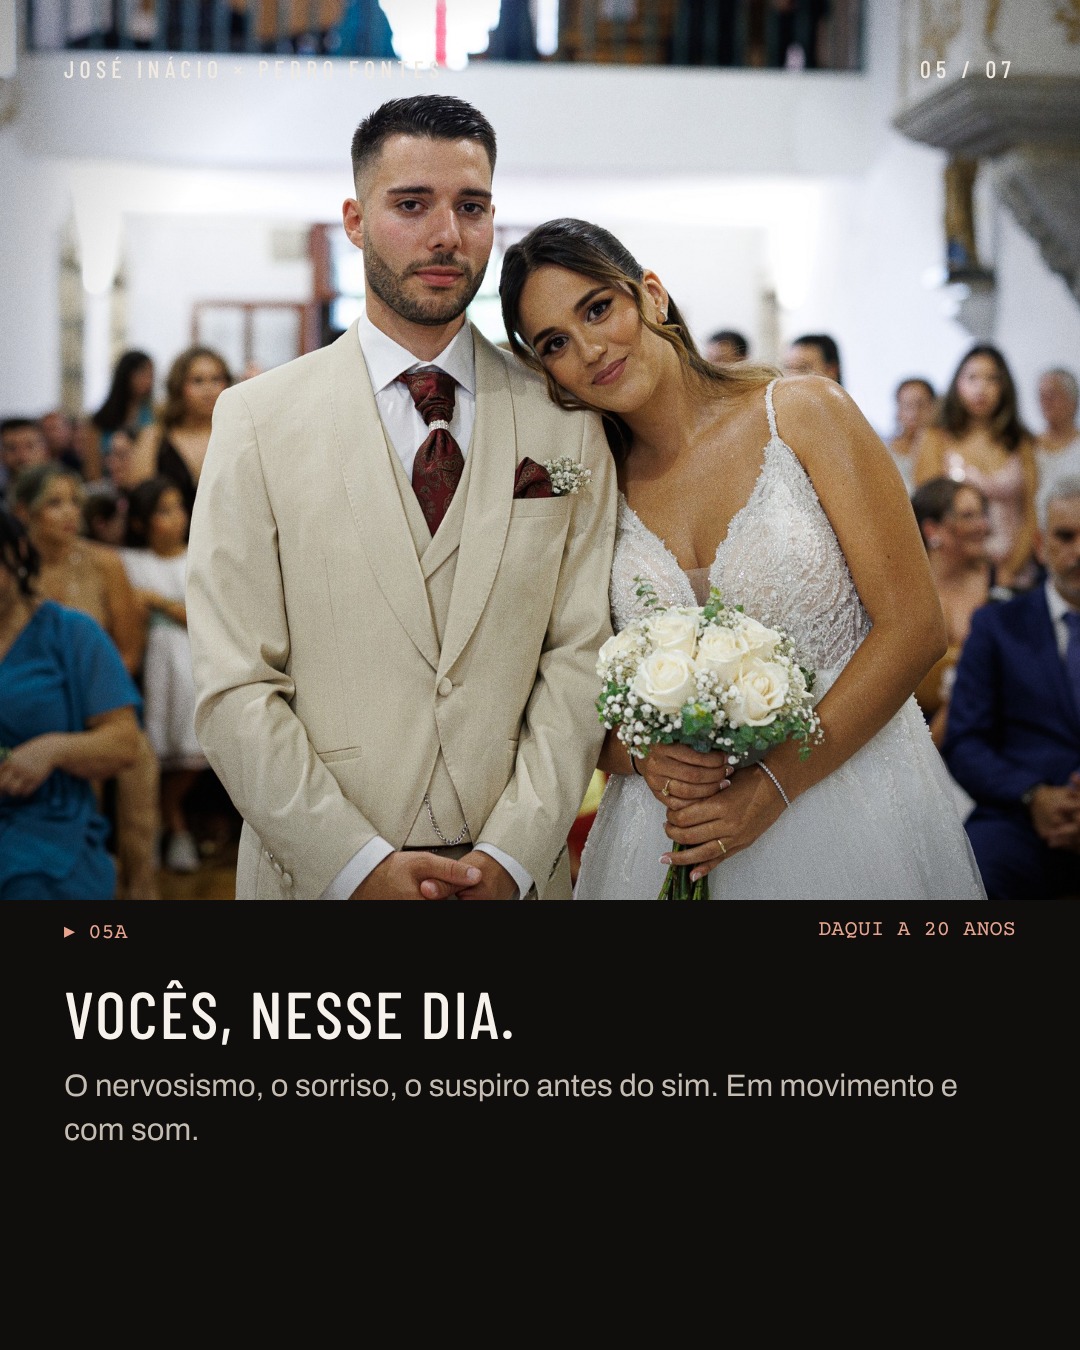 JOSÉ INÁCIO × PEDRO FONTES
05 / 07
▶ 05A
DAQUI A 20 ANOS
VOCÊS, NESSE DIA.
O nervosismo, o sorriso, o suspiro antes do sim. Em movimento e
com som.